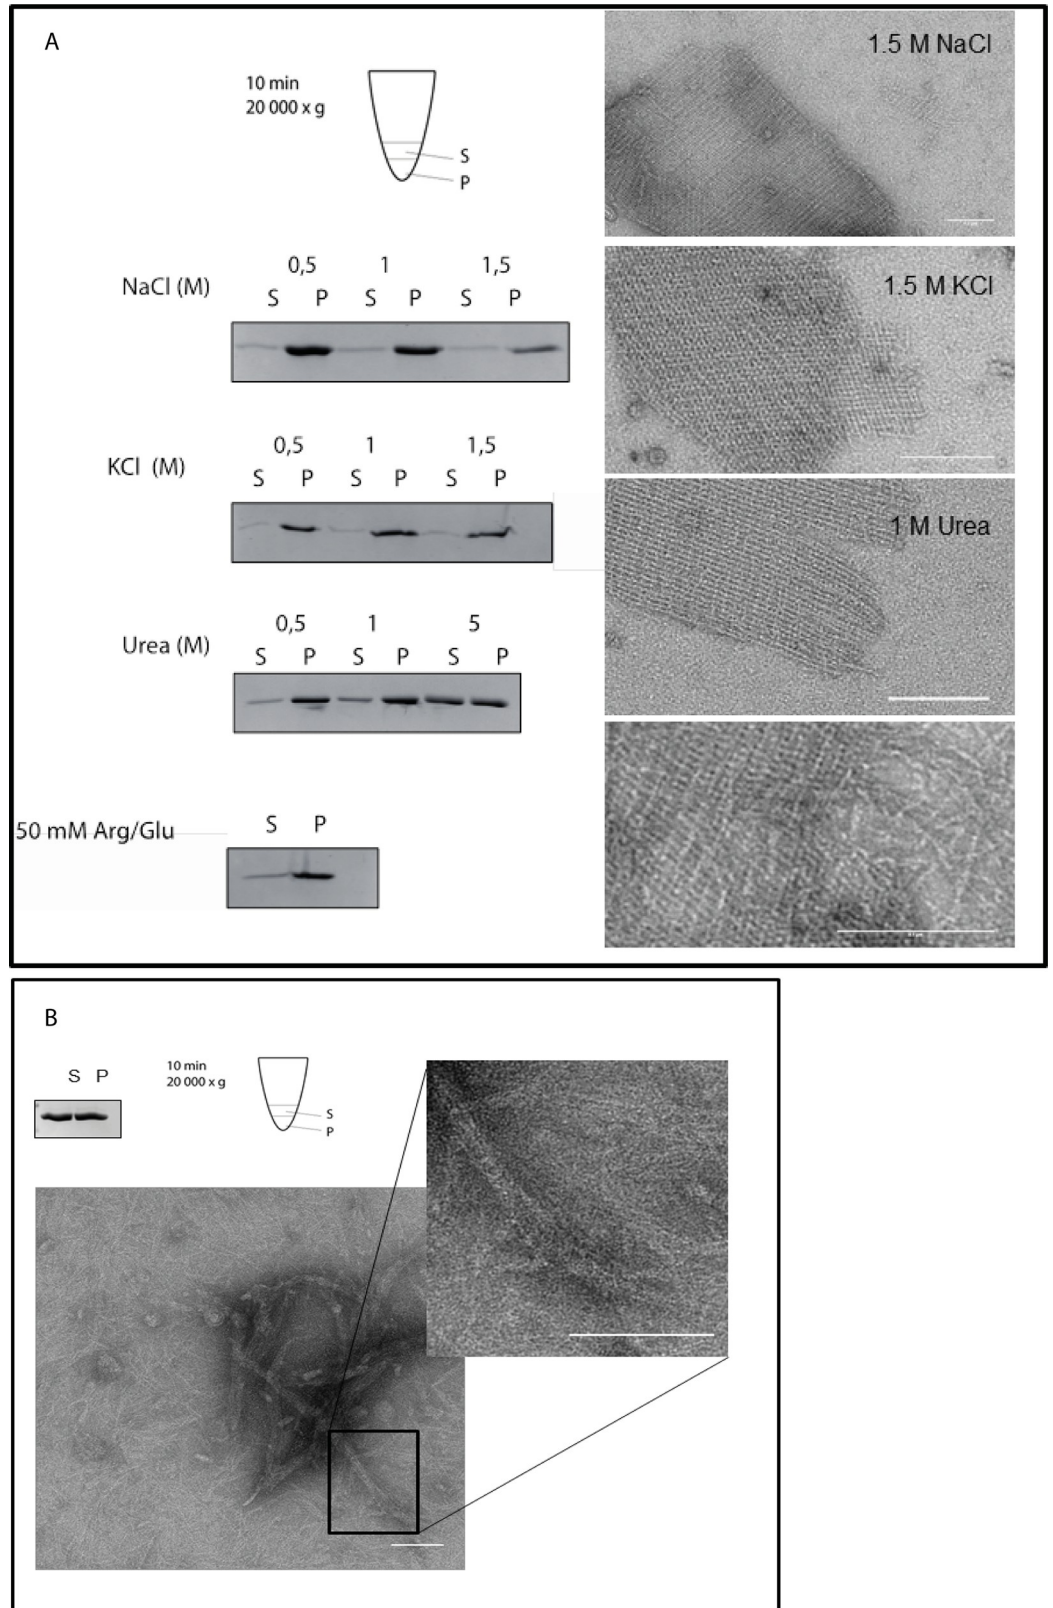 A
10 min
20 000 x g
S
P
NaCl (M)
0,5 1 1,5
S P S P S P
KCl (M)
0,5 1 1,5
S P S P S P
Urea (M)
0,5 1 5
S P S P S P
50 mM Arg/Glu
S P
1.5 M NaCl
1.5 M KCl
1 M Urea
B
S P
10 min
20 000 x g
S
P